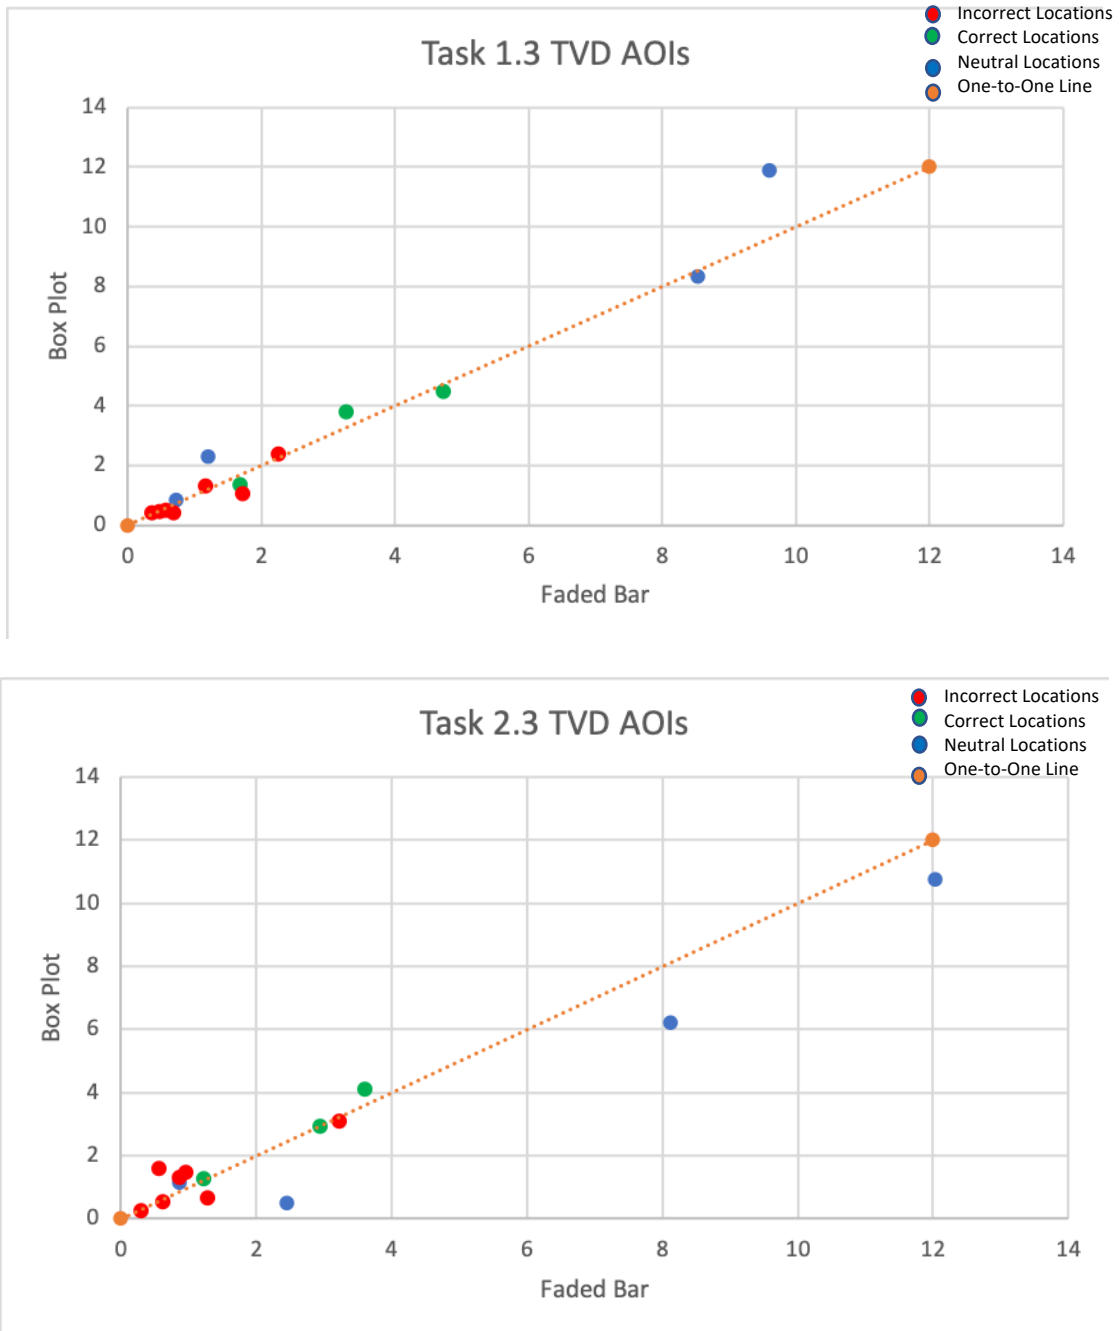 Incorrect Locations
Correct Locations
Neutral Locations
One-to-One Line
Task 1.3 TVD AOIs
14
12
10
8
6
4
2
0
Box Plot
0 2 4 6 8 10 12 14
Faded Bar
Incorrect Locations
Correct Locations
Neutral Locations
One-to-One Line
Task 2.3 TVD AOIs
14
12
10
8
6
4
2
0
Box Plot
0 2 4 6 8 10 12 14
Faded Bar